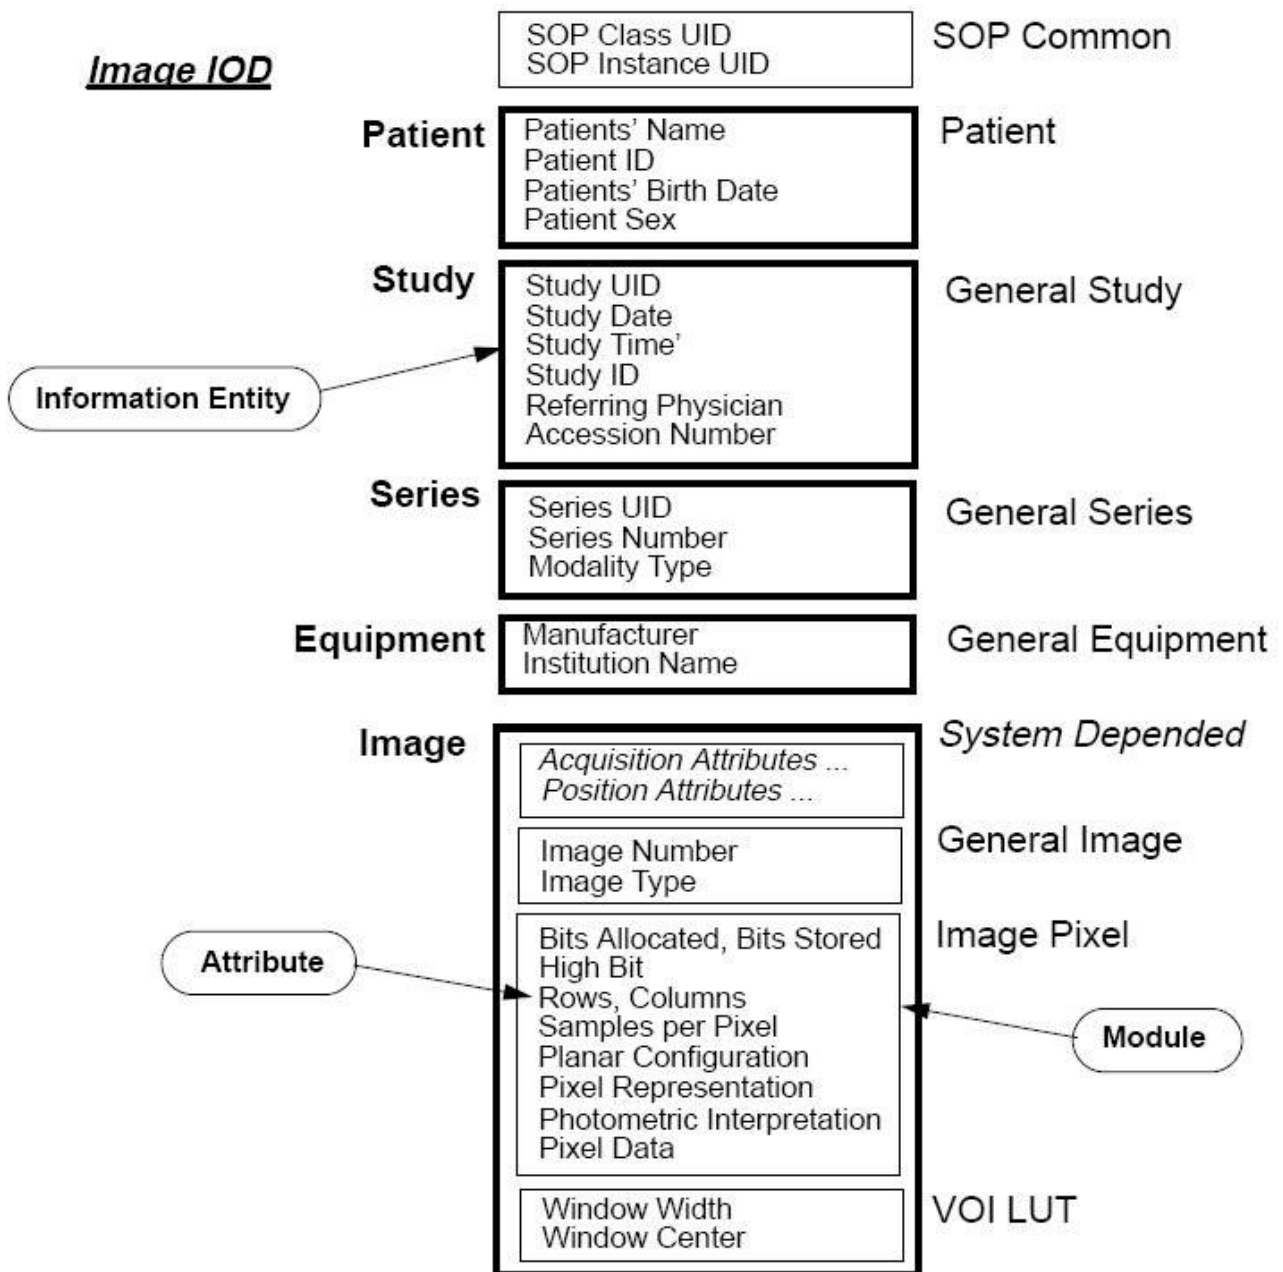 Image IOD
SOP Class UID
SOP Instance UID
SOP Common
Patient
Patients’ Name
Patient ID
Patients’ Birth Date
Patient Sex
Patient
Study
Study UID
Study Date
Study Time’
Study ID
Referring Physician
Accession Number
General Study
Information Entity
Series
Series UID
Series Number
Modality Type
General Series
Equipment
Manufacturer
Institution Name
General Equipment
Image
System Depended
Acquisition Attributes ...
Position Attributes ...
Image Number
Image Type
General Image
Bits Allocated, Bits Stored
High Bit
Rows, Columns
Samples per Pixel
Planar Configuration
Pixel Representation
Photometric Interpretation
Pixel Data
Image Pixel
Attribute
Module
Window Width
Window Center
VOI LUT